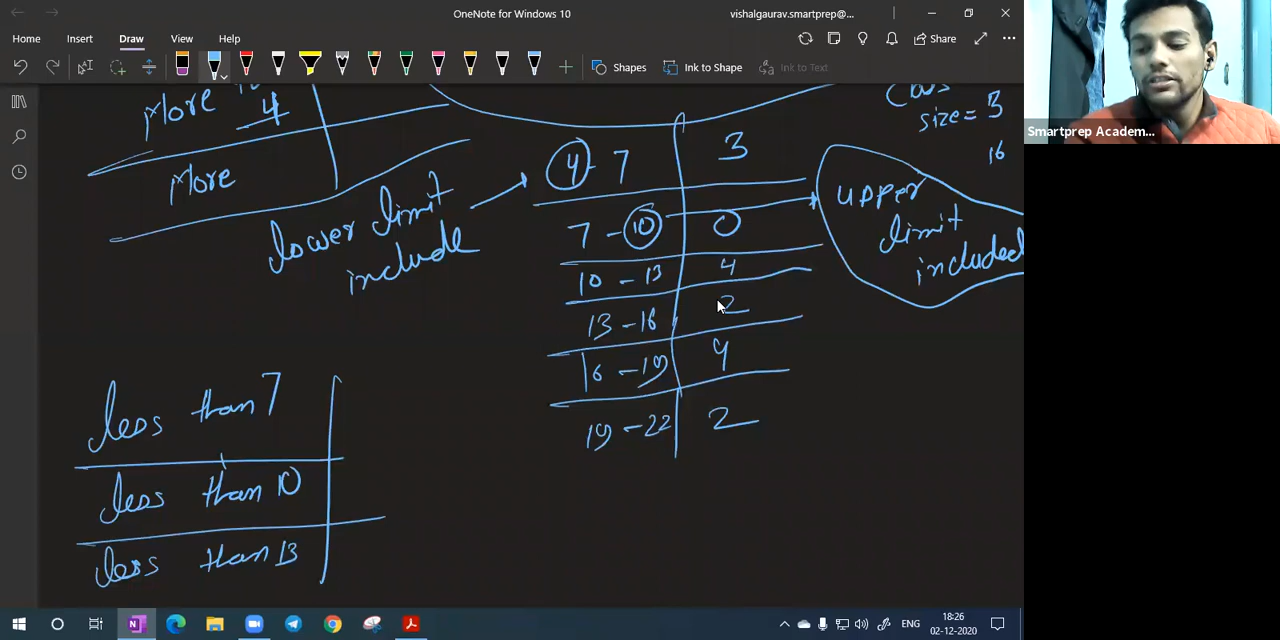 OneNote for Windows 10
vishalgaurav.smartprep@...
Home Insert Draw View Help
Share
Shapes
Ink to Shape
Ink to Text
More
4
More
lower limit
include
4 - 7 3
7 - 10 0
10 - 13 4
13 - 16 2
16 - 19 4
19 - 22 2
size = 3
16
upper
limit
included
less than 7
less than 10
less than 13
Smartprep Academ...
ENG
18:26
02-12-2020